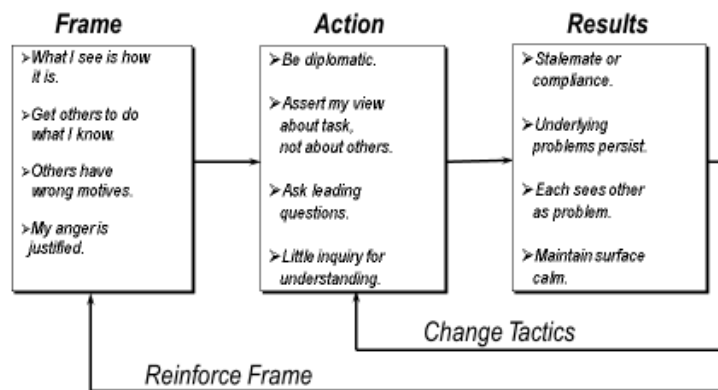 Frame
Action
Results
➢What I see is how
it is.
➢Get others to do
what I know.
➢Others have
wrong motives.
➢My anger is
justified.
➢Be diplomatic.
➢Assert my view
about task,
not about others.
➢Ask leading
questions.
➢Little inquiry for
understanding.
➢Stalemate or
compliance.
➢Underlying
problems persist.
➢Each sees other
as problem.
➢Maintain surface
calm.
Change Tactics
Reinforce Frame